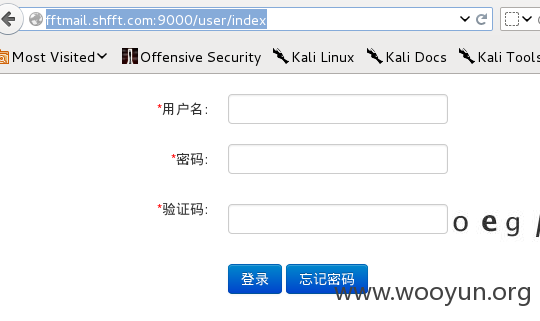 fftmail.shfft.com:9000/user/index
Most Visited Offensive Security Kali Linux Kali Docs Kali Tools
*用户名:
*密码:
*验证码: o e g
登录 忘记密码
www.wooyun.org